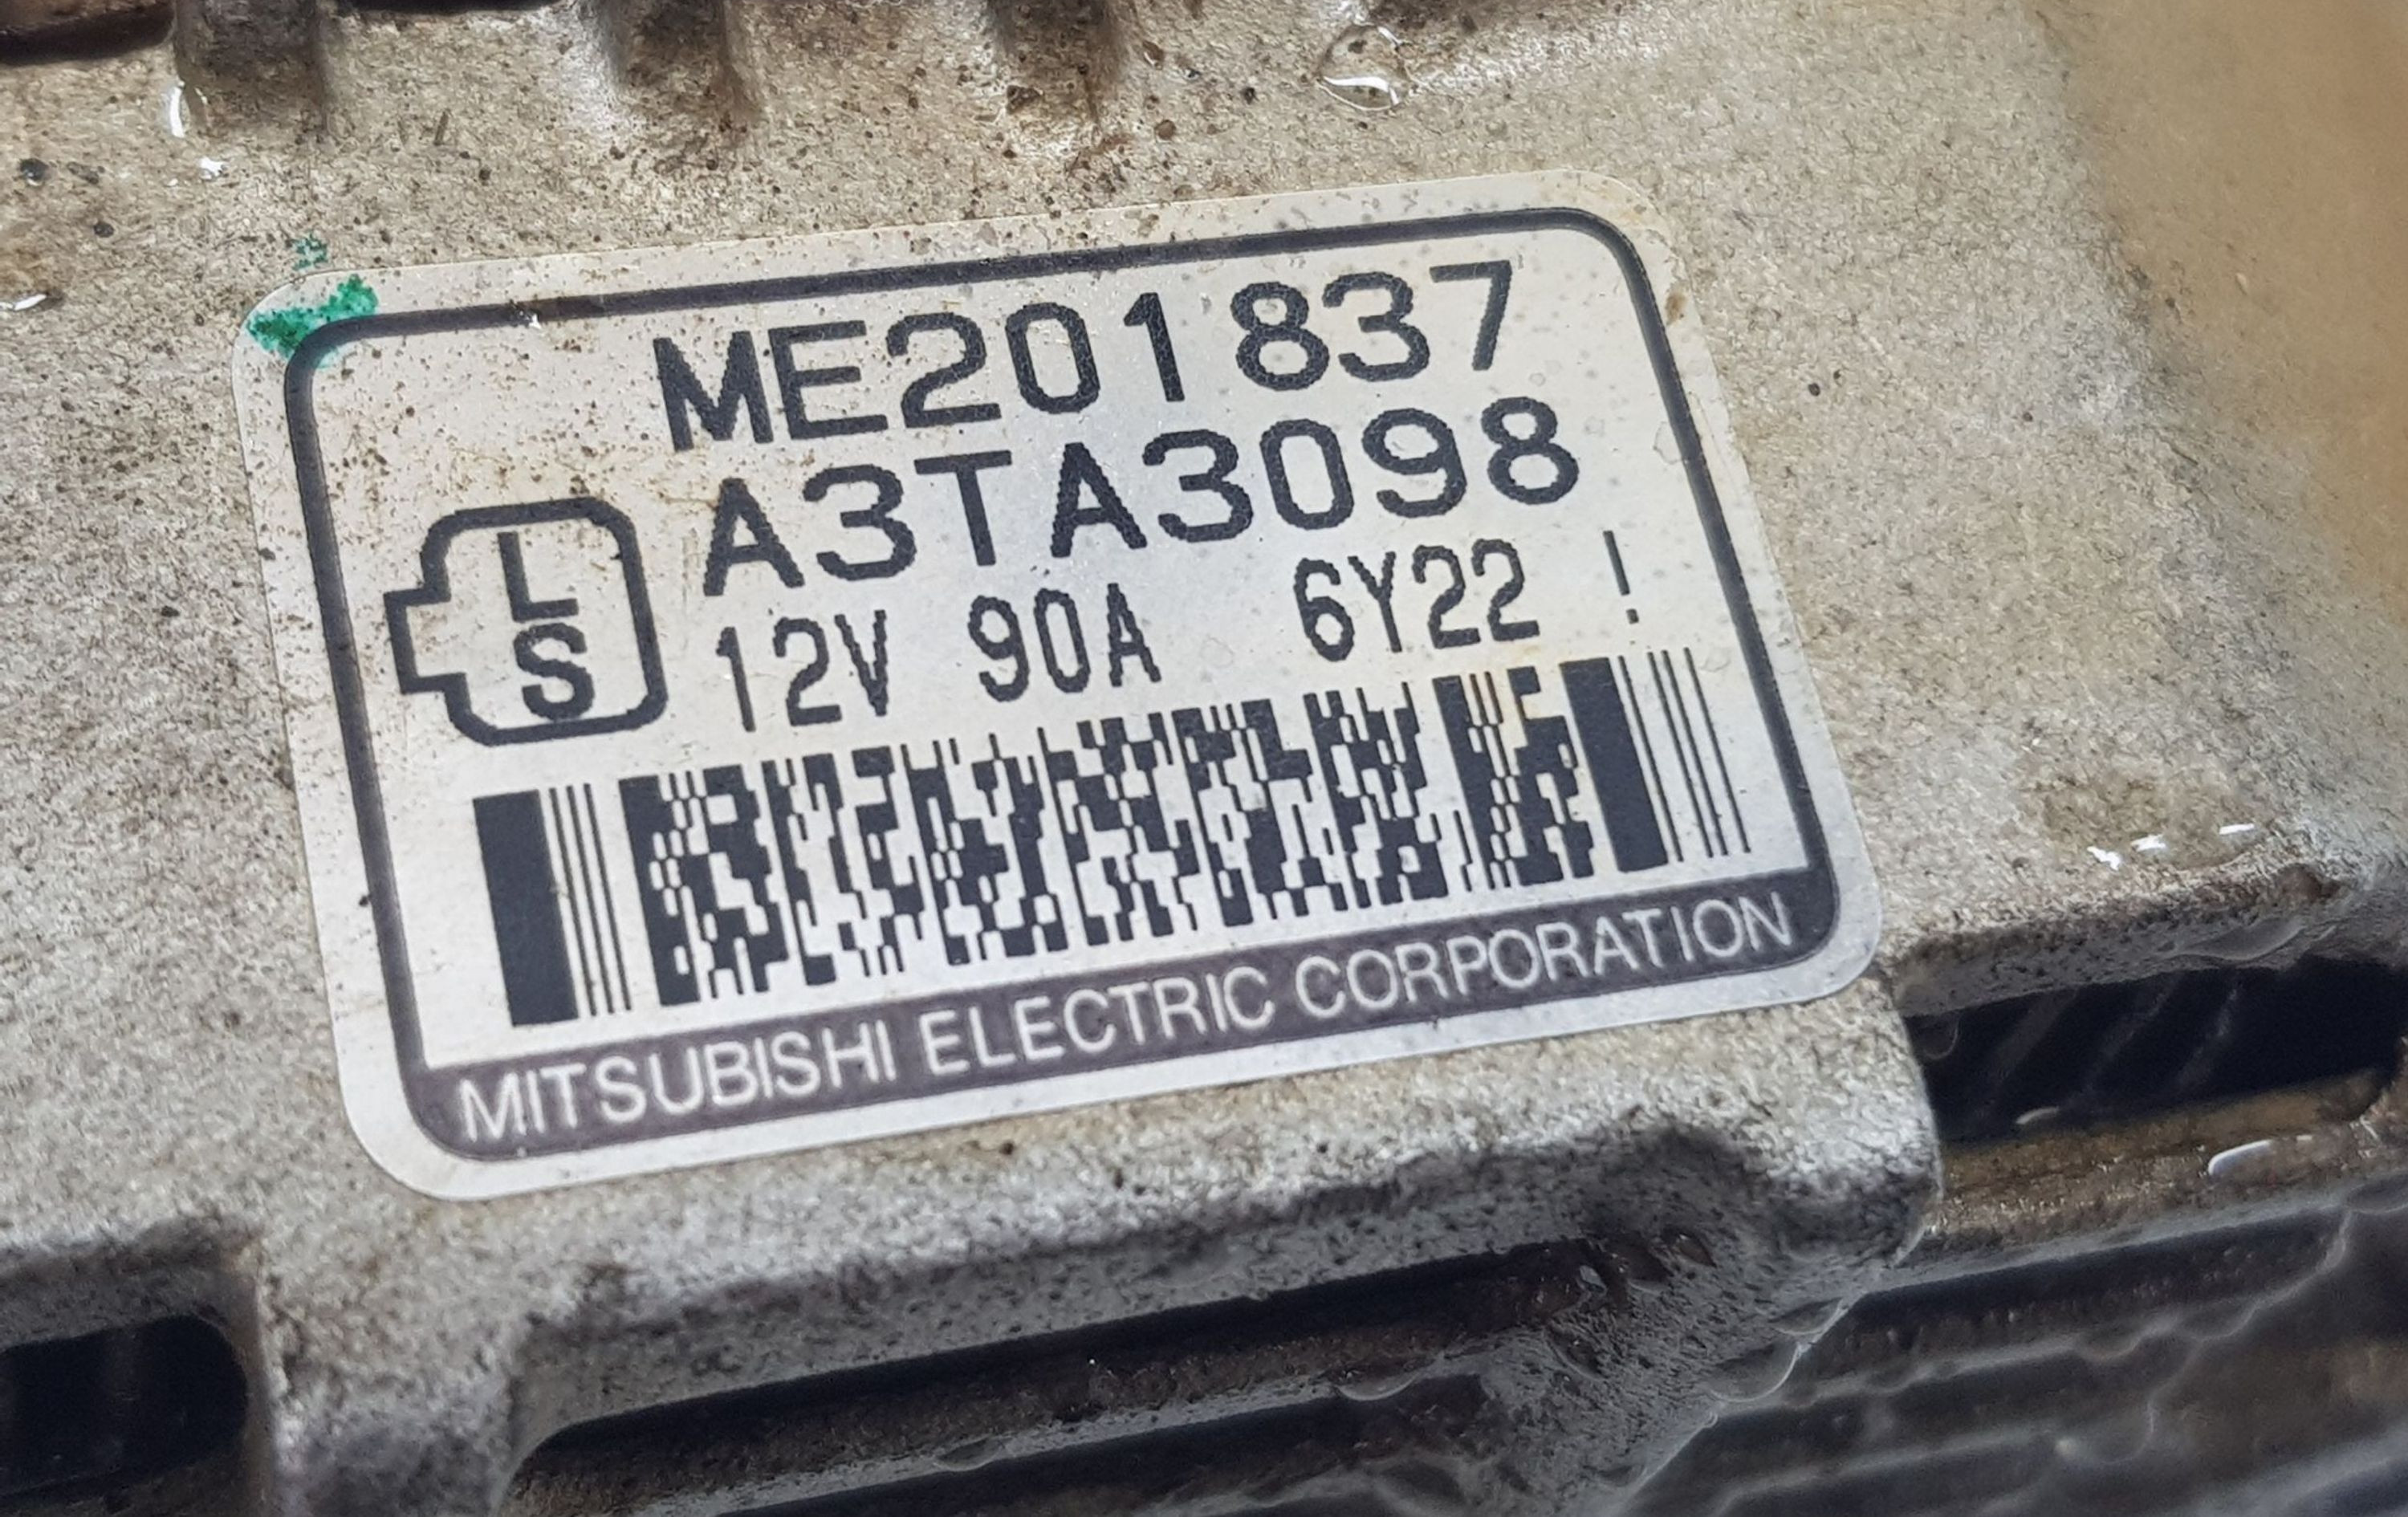 ME201837
A3TA3098
L
S
12V 90A 6Y22 !
MITSUBISHI ELECTRIC CORPORATION